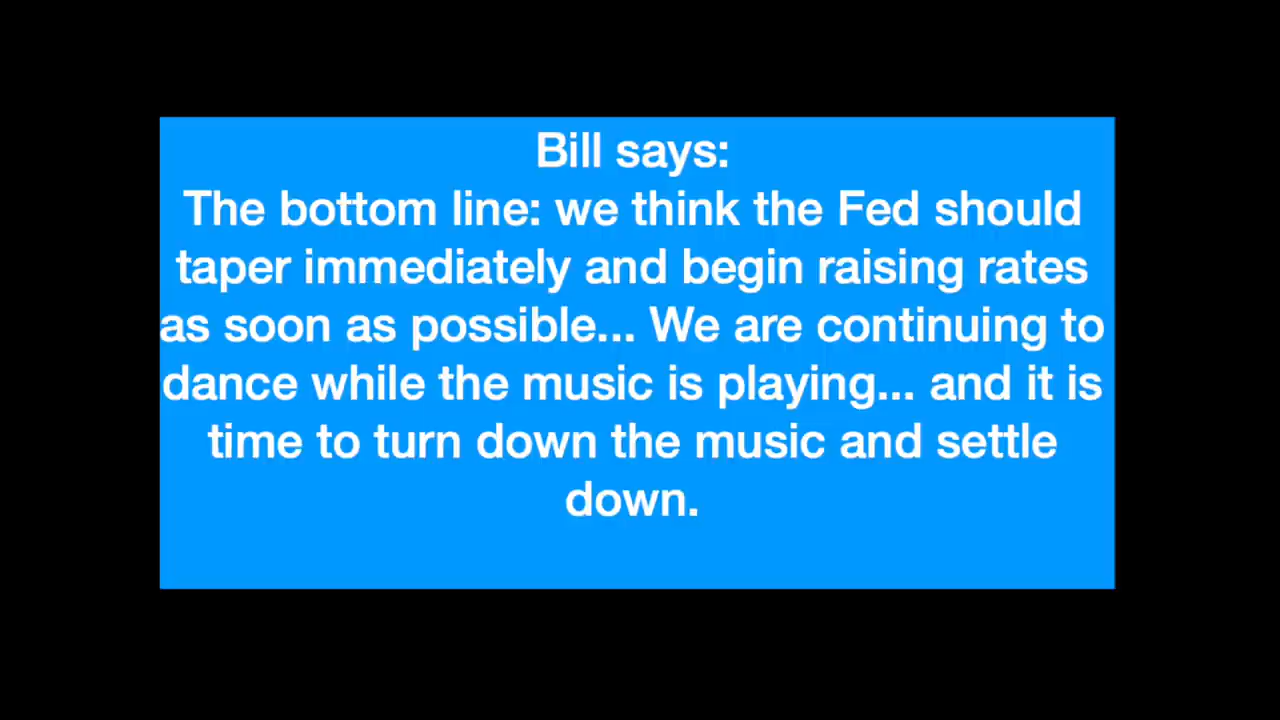 Bill says:
The bottom line: we think the Fed should
taper immediately and begin raising rates
as soon as possible... We are continuing to
dance while the music is playing... and it is
time to turn down the music and settle
down.